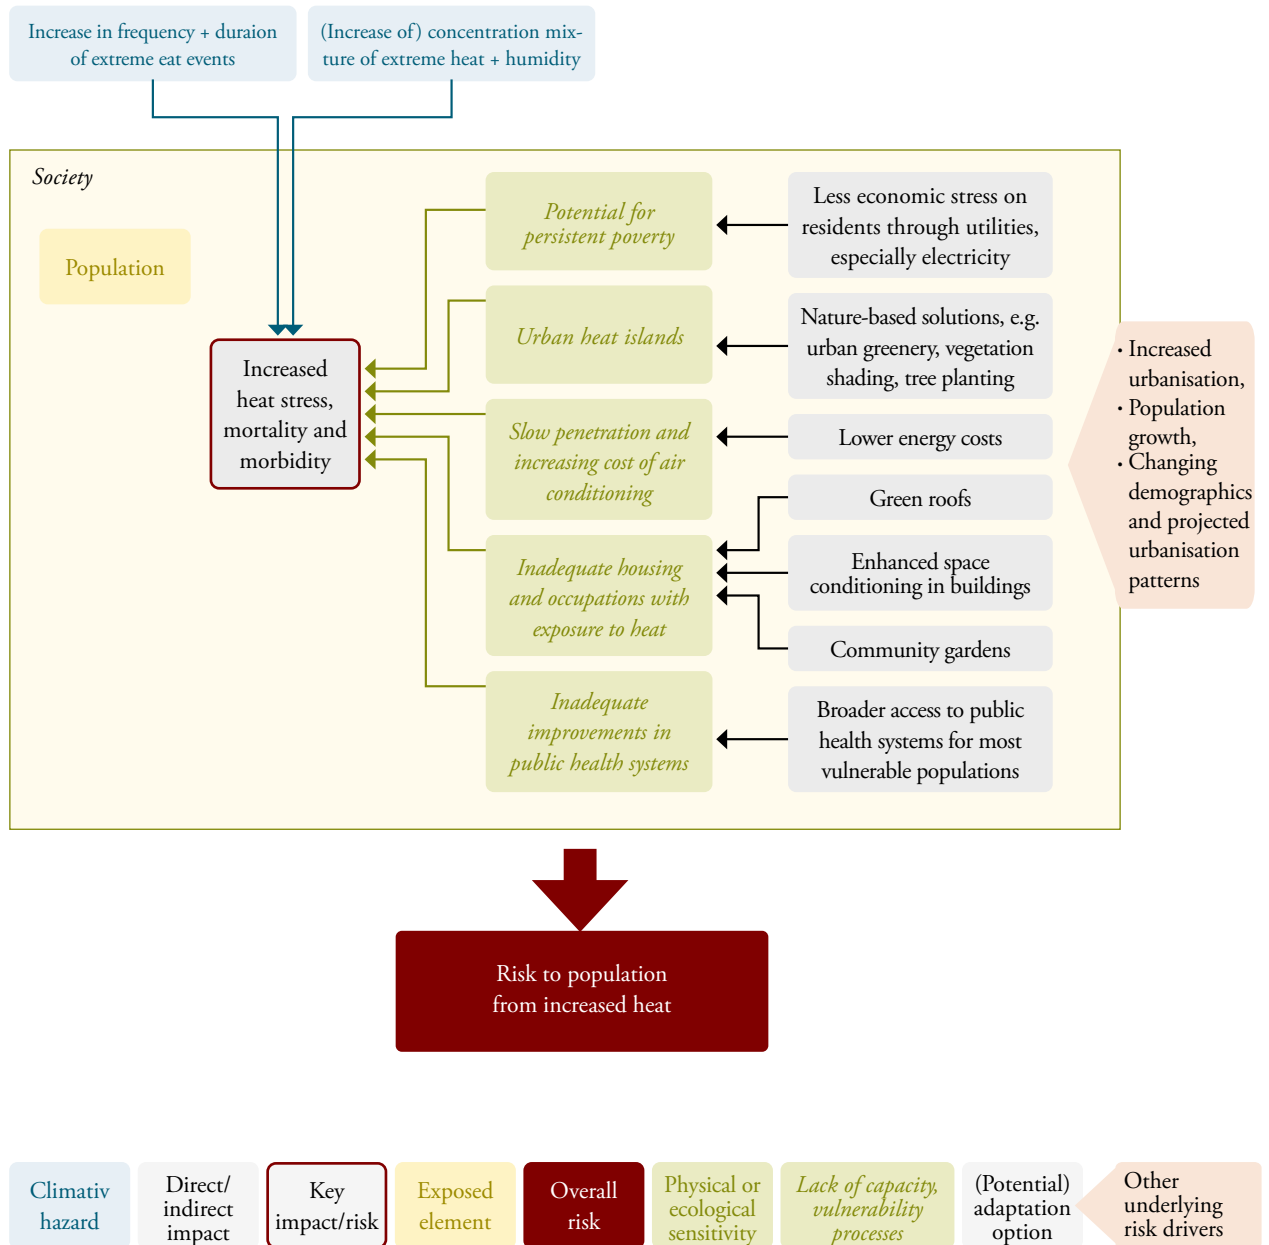 Increase in frequency + duraion
of extreme eat events
(Increase of) concentration mix-
ture of extreme heat + humidity
Society
Population
Increased
heat stress,
mortality and
morbidity
Potential for
persistent poverty
Urban heat islands
Slow penetration and
increasing cost of air
conditioning
Inadequate housing
and occupations with
exposure to heat
Inadequate
improvements in
public health systems
Less economic stress on
residents through utilities,
especially electricity
Nature-based solutions, e.g.
urban greenery, vegetation
shading, tree planting
Lower energy costs
Green roofs
Enhanced space
conditioning in buildings
Community gardens
Broader access to public
health systems for most
vulnerable populations
· Increased
urbanisation,
· Population
growth,
· Changing
demographics
and projected
urbanisation
patterns
Risk to population
from increased heat
Climativ
hazard
Direct/
indirect
impact
Key
impact/risk
Exposed
element
Overall
risk
Physical or
ecological
sensitivity
Lack of capacity,
vulnerability
processes
(Potential)
adaptation
option
Other
underlying
risk drivers